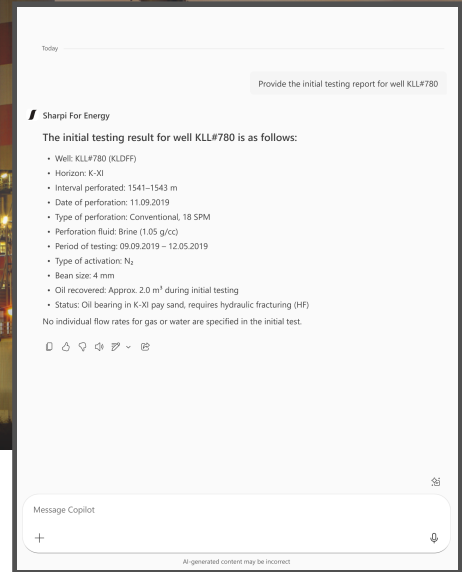 Today
Provide the initial testing report for well KLL#780
Sharpi For Energy
The initial testing result for well KLL#780 is as follows:
• Well: KLL#780 (KLDFF)
• Horizon: K-XI
• Interval perforated: 1541–1543 m
• Date of perforation: 11.09.2019
• Type of perforation: Conventional, 18 SPM
• Perforation fluid: Brine (1.05 g/cc)
• Period of testing: 09.09.2019 – 12.05.2019
• Type of activation: N₂
• Bean size: 4 mm
• Oil recovered: Approx. 2.0 m³ during initial testing
• Status: Oil bearing in K-XI pay sand, requires hydraulic fracturing (HF)
No individual flow rates for gas or water are specified in the initial test.
Message Copilot
AI-generated content may be incorrect